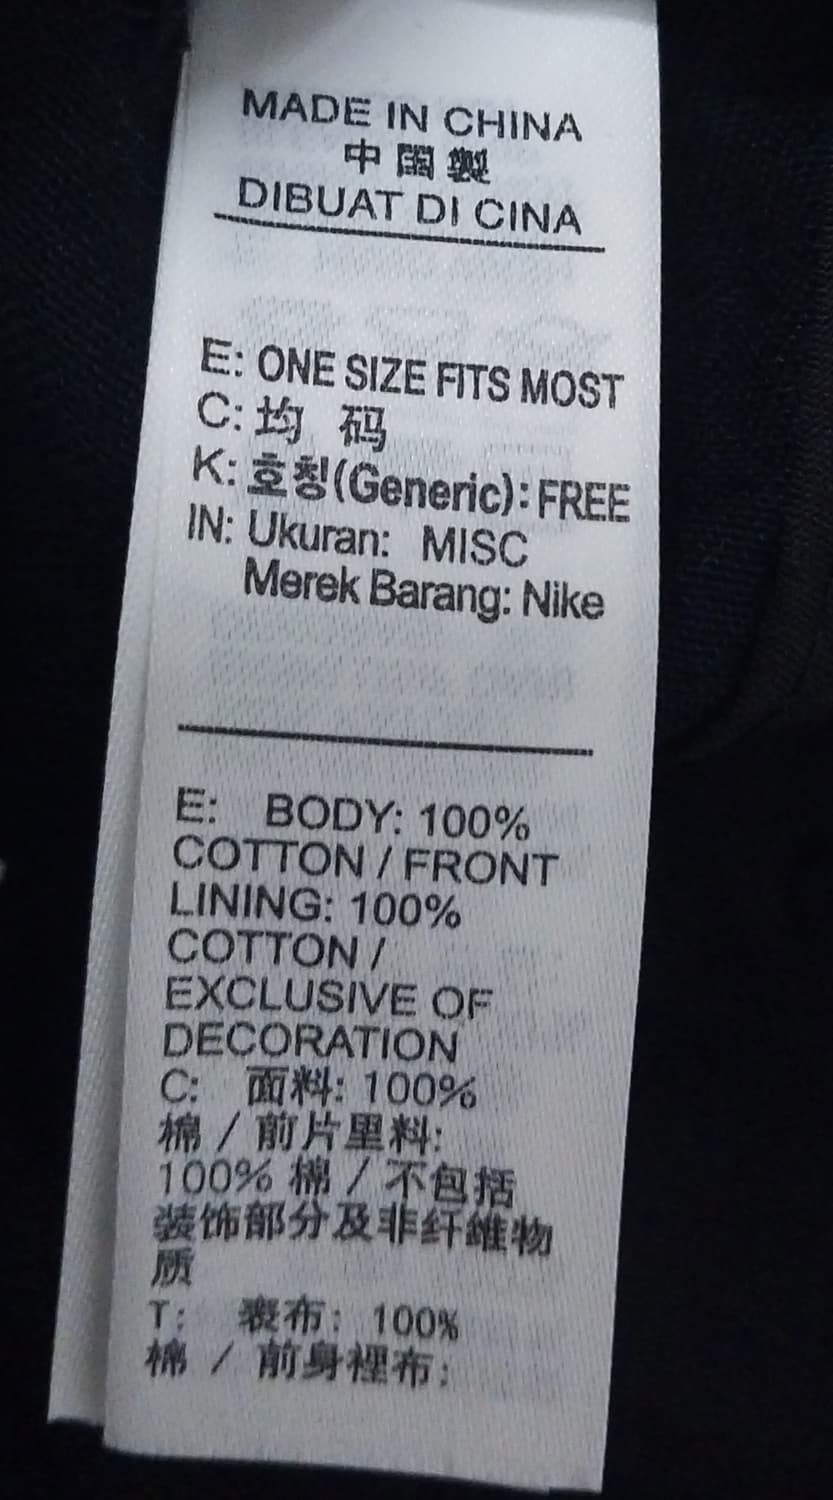 MADE IN CHINA
中國製
DIBUAT DI CINA
E: ONE SIZE FITS MOST
C: 均 码
K: 호칭(Generic): FREE
IN: Ukuran: MISC
Merek Barang: Nike
E: BODY: 100%
COTTON / FRONT
LINING: 100%
COTTON /
EXCLUSIVE OF
DECORATION
C: 面料: 100%
棉 / 前片里料:
100% 棉 / 不包括
装饰部分及非纤维物
质
T: 表布: 100%
棉 / 前身裡布: